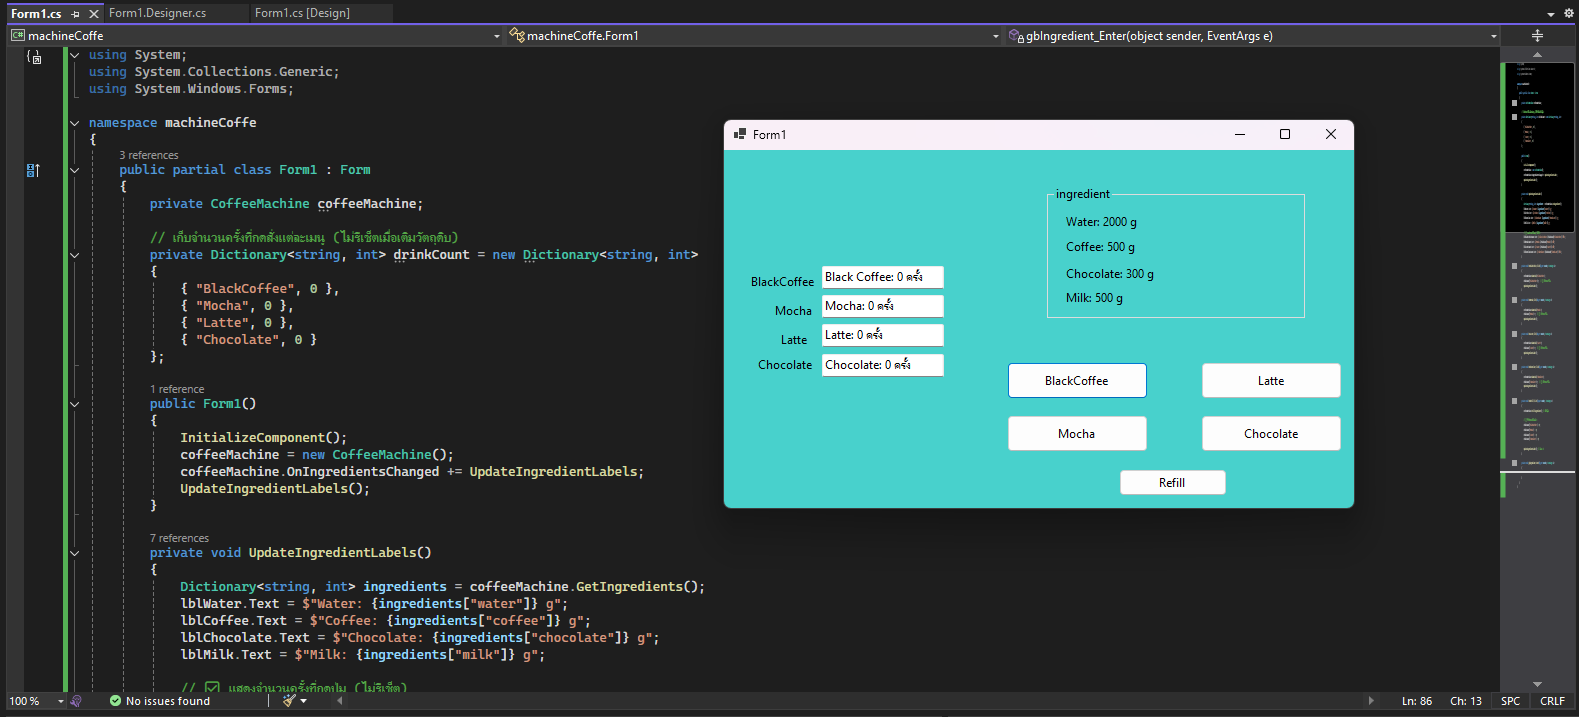 Form1.cs
Form1.Designer.cs
Form1.cs [Design]
machineCoffe
machineCoffe.Form1
gbIngredient_Enter(object sender, EventArgs e)
using System;
using System.Collections.Generic;
using System.Windows.Forms;
namespace machineCoffe
{
3 references
public partial class Form1 : Form
{
private CoffeeMachine coffeeMachine;
// เก็บจำนวนครั้งที่กดสั่งแต่ละเมนู (ไม่รีเซ็ตเมื่อเติมวัตถุดิบ)
private Dictionary<string, int> drinkCount = new Dictionary<string, int>
{
{ "BlackCoffee", 0 },
{ "Mocha", 0 },
{ "Latte", 0 },
{ "Chocolate", 0 }
};
1 reference
public Form1()
{
InitializeComponent();
coffeeMachine = new CoffeeMachine();
coffeeMachine.OnIngredientsChanged += UpdateIngredientLabels;
UpdateIngredientLabels();
}
7 references
private void UpdateIngredientLabels()
{
Dictionary<string, int> ingredients = coffeeMachine.GetIngredients();
lblWater.Text = $"Water: {ingredients["water"]} g";
lblCoffee.Text = $"Coffee: {ingredients["coffee"]} g";
lblChocolate.Text = $"Chocolate: {ingredients["chocolate"]} g";
lblMilk.Text = $"Milk: {ingredients["milk"]} g";
// ✅ แสดงจำนวนครั้งที่กดปุ่ม (ไม่รีเซ็ต)
Form1
ingredient
Water: 2000 g
Coffee: 500 g
Chocolate: 300 g
Milk: 500 g
BlackCoffee
Black Coffee: 0 ครั้ง
Mocha
Mocha: 0 ครั้ง
Latte
Latte: 0 ครั้ง
Chocolate
Chocolate: 0 ครั้ง
BlackCoffee
Latte
Mocha
Chocolate
Refill
100 %
No issues found
Ln: 86
Ch: 13
SPC
CRLF